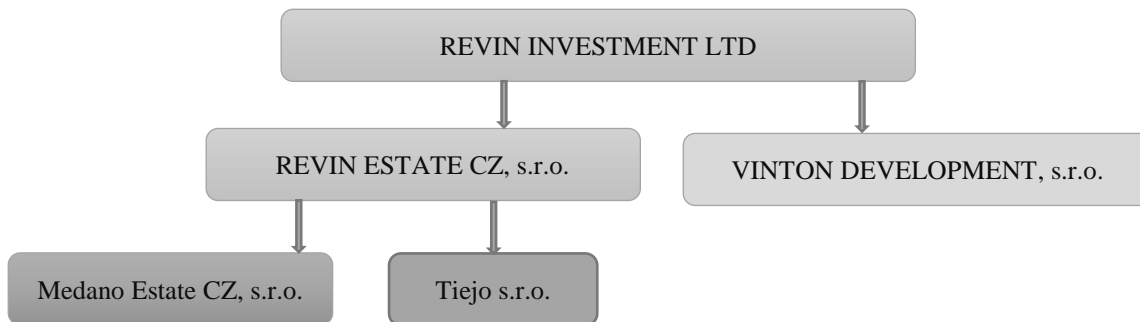 REVIN INVESTMENT LTD
REVIN ESTATE CZ, s.r.o.
VINTON DEVELOPMENT, s.r.o.
Medano Estate CZ, s.r.o.
Tiejo s.r.o.